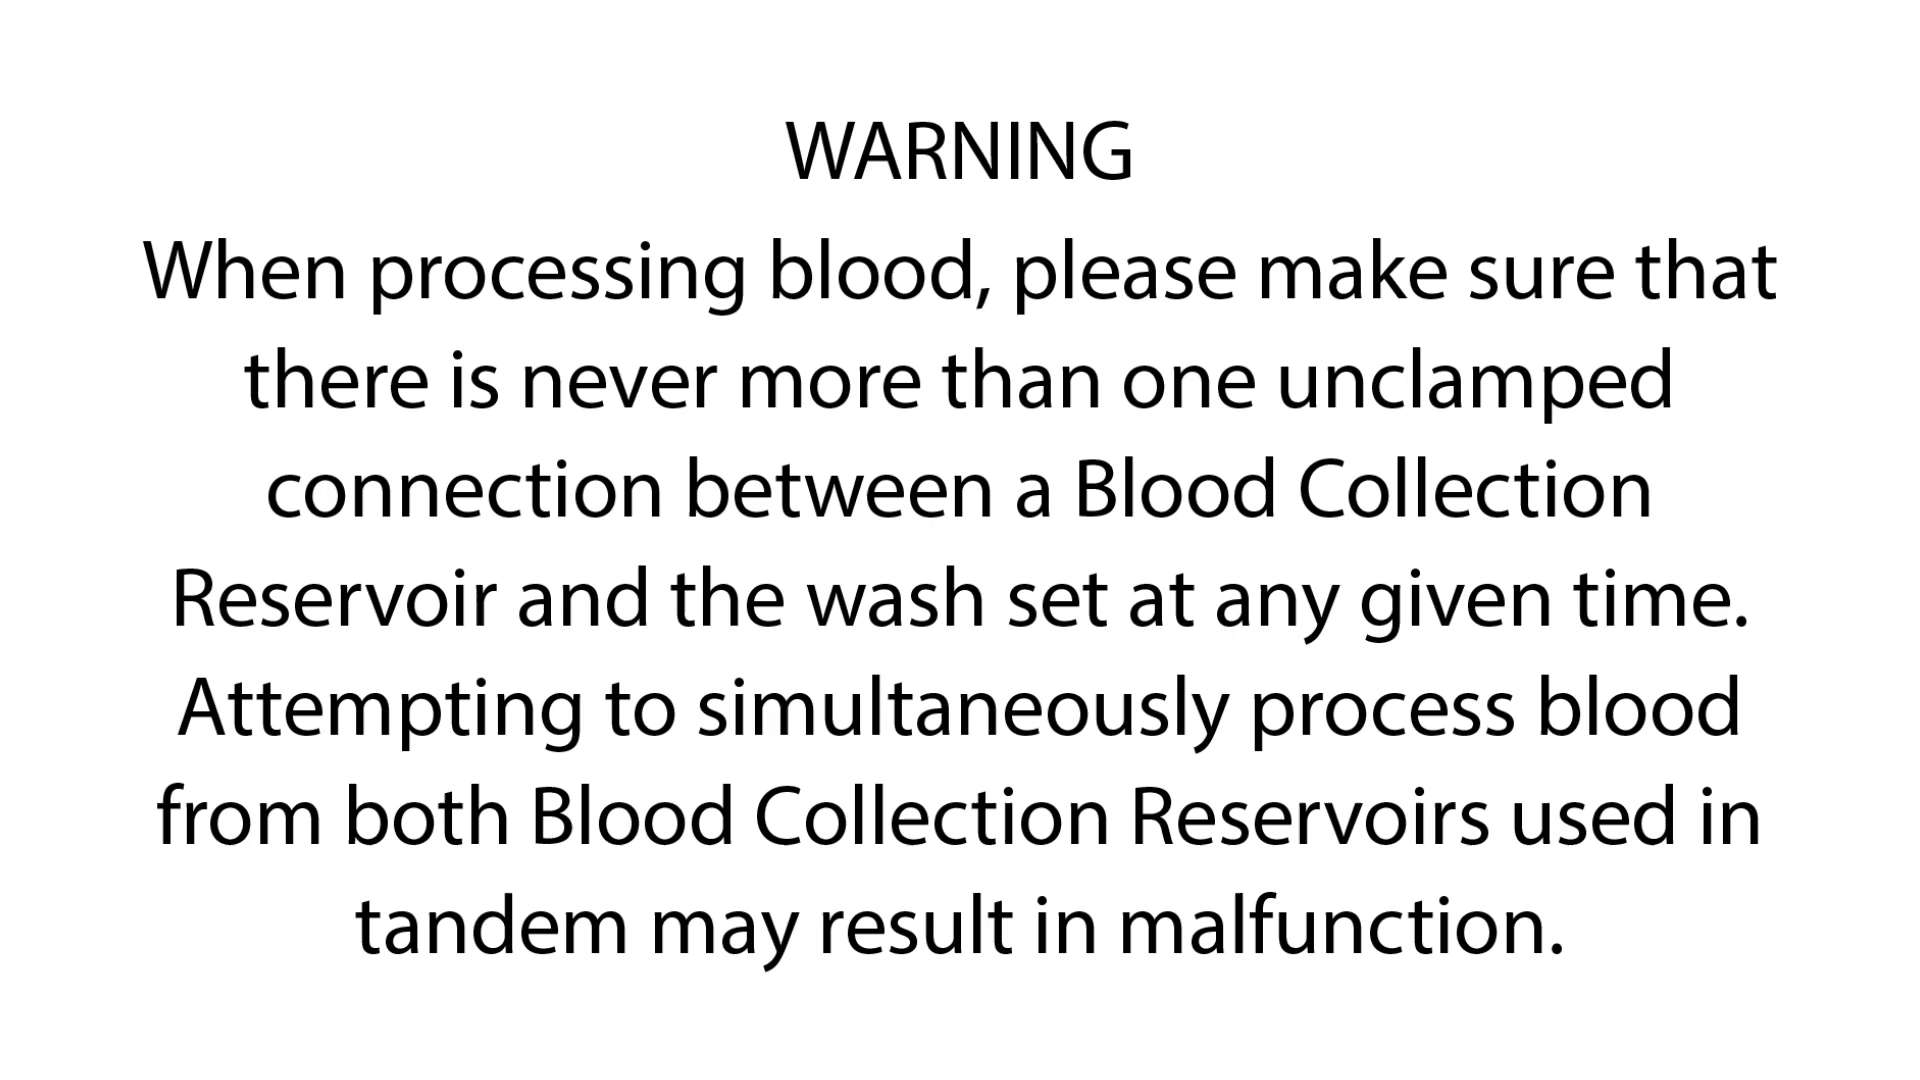 WARNING
When processing blood, please make sure that
there is never more than one unclamped
connection between a Blood Collection
Reservoir and the wash set at any given time.
Attempting to simultaneously process blood
from both Blood Collection Reservoirs used in
tandem may result in malfunction.